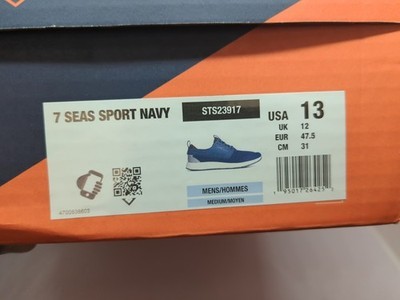 7 SEAS SPORT NAVY
STS23917
USA 13
UK 12
EUR 47.5
CM 31
MENS/HOMMES
MEDIUM/MOYEN